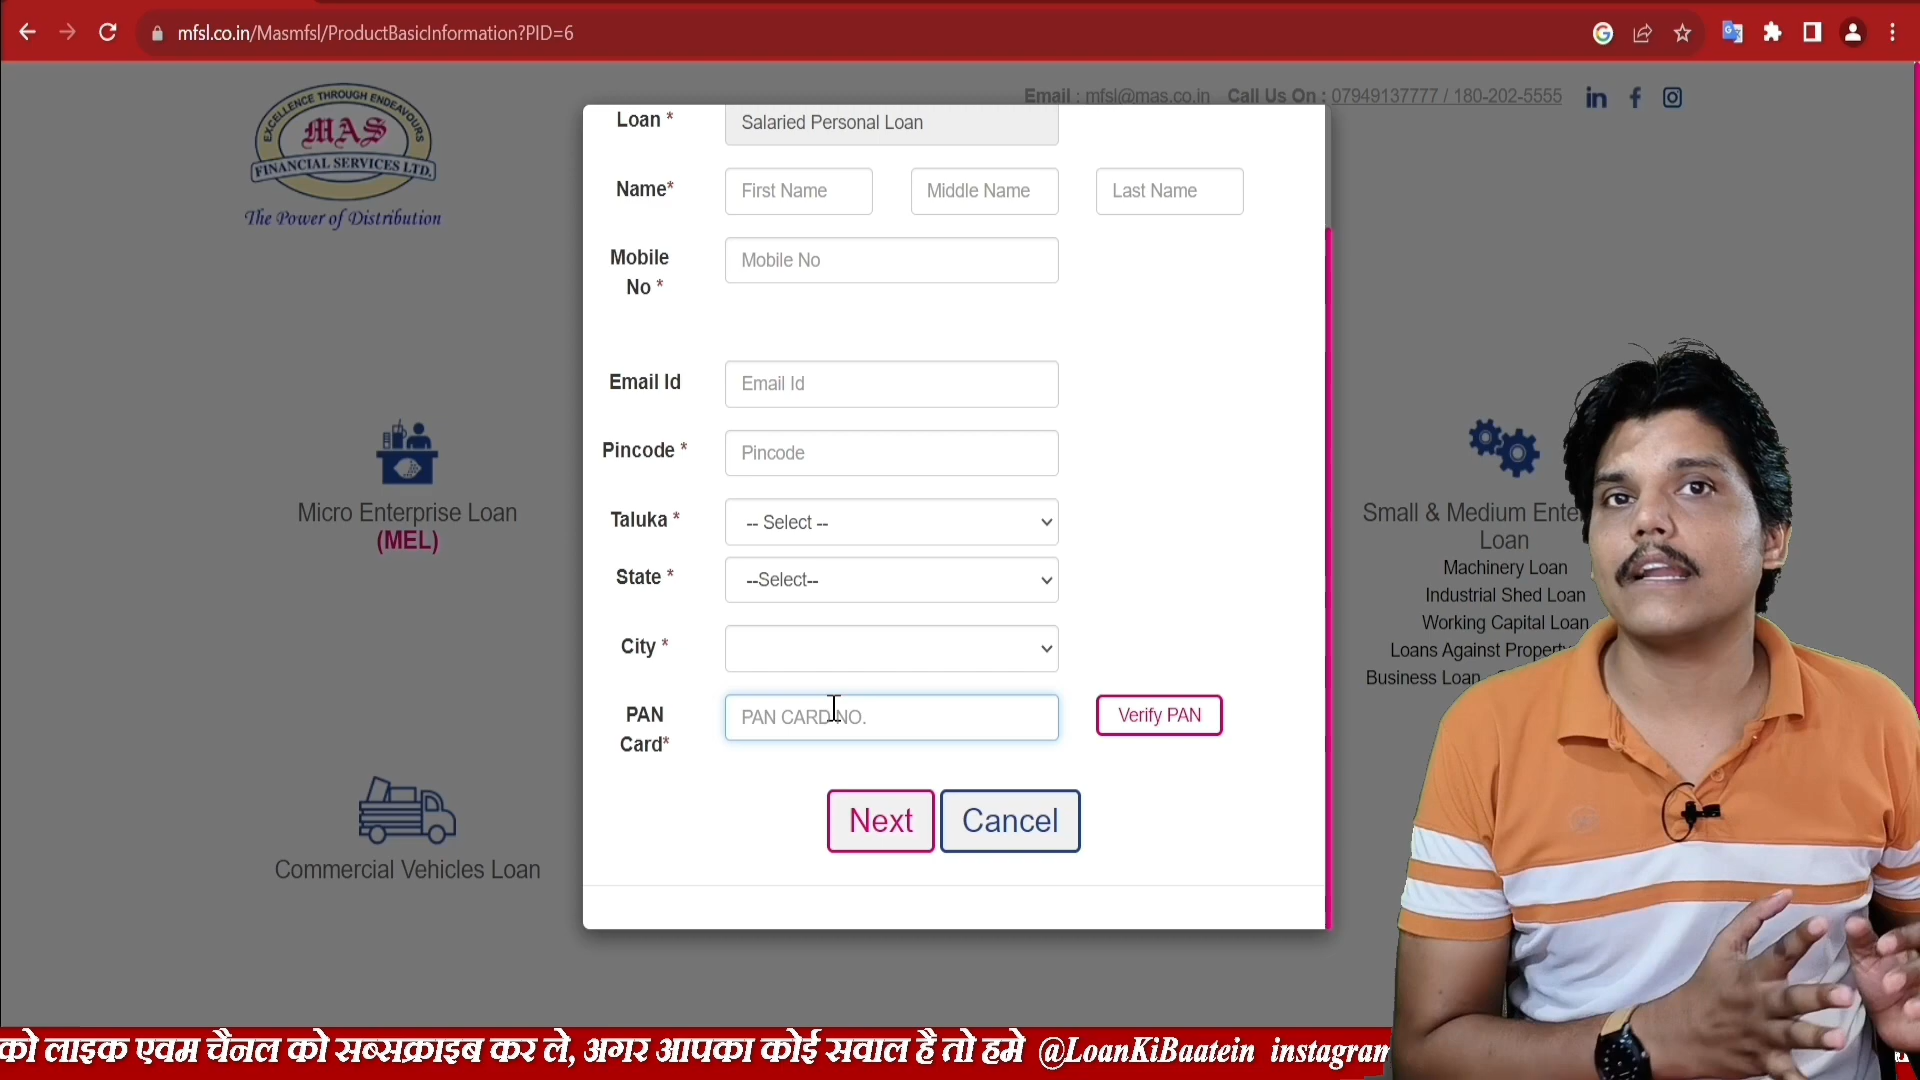 mfsl.co.in/Masmfsl/ProductBasicInformation?PID=6
EXCELLENCE THROUGH ENDEAVOURS
MAS
FINANCIAL SERVICES LTD.
The Power of Distribution
Email : mfsl@mas.co.in Call Us On : 07949137777 / 180-202-5555
Loan * Salaried Personal Loan
Name* First Name Middle Name Last Name
Mobile No * Mobile No
Email Id Email Id
Pincode * Pincode
Taluka * -- Select --
State * --Select--
City *
PAN Card* PAN CARD NO. Verify PAN
Next Cancel
Micro Enterprise Loan
(MEL)
Commercial Vehicles Loan
Small & Medium Ente
Loan
Machinery Loan
Industrial Shed Loan
Working Capital Loan
Loans Against Property
Business Loan
को लाइक एवम चैनल को सब्सक्राइब कर ले, अगर आपका कोई सवाल हैं तो हमे @LoanKiBaatein instagram